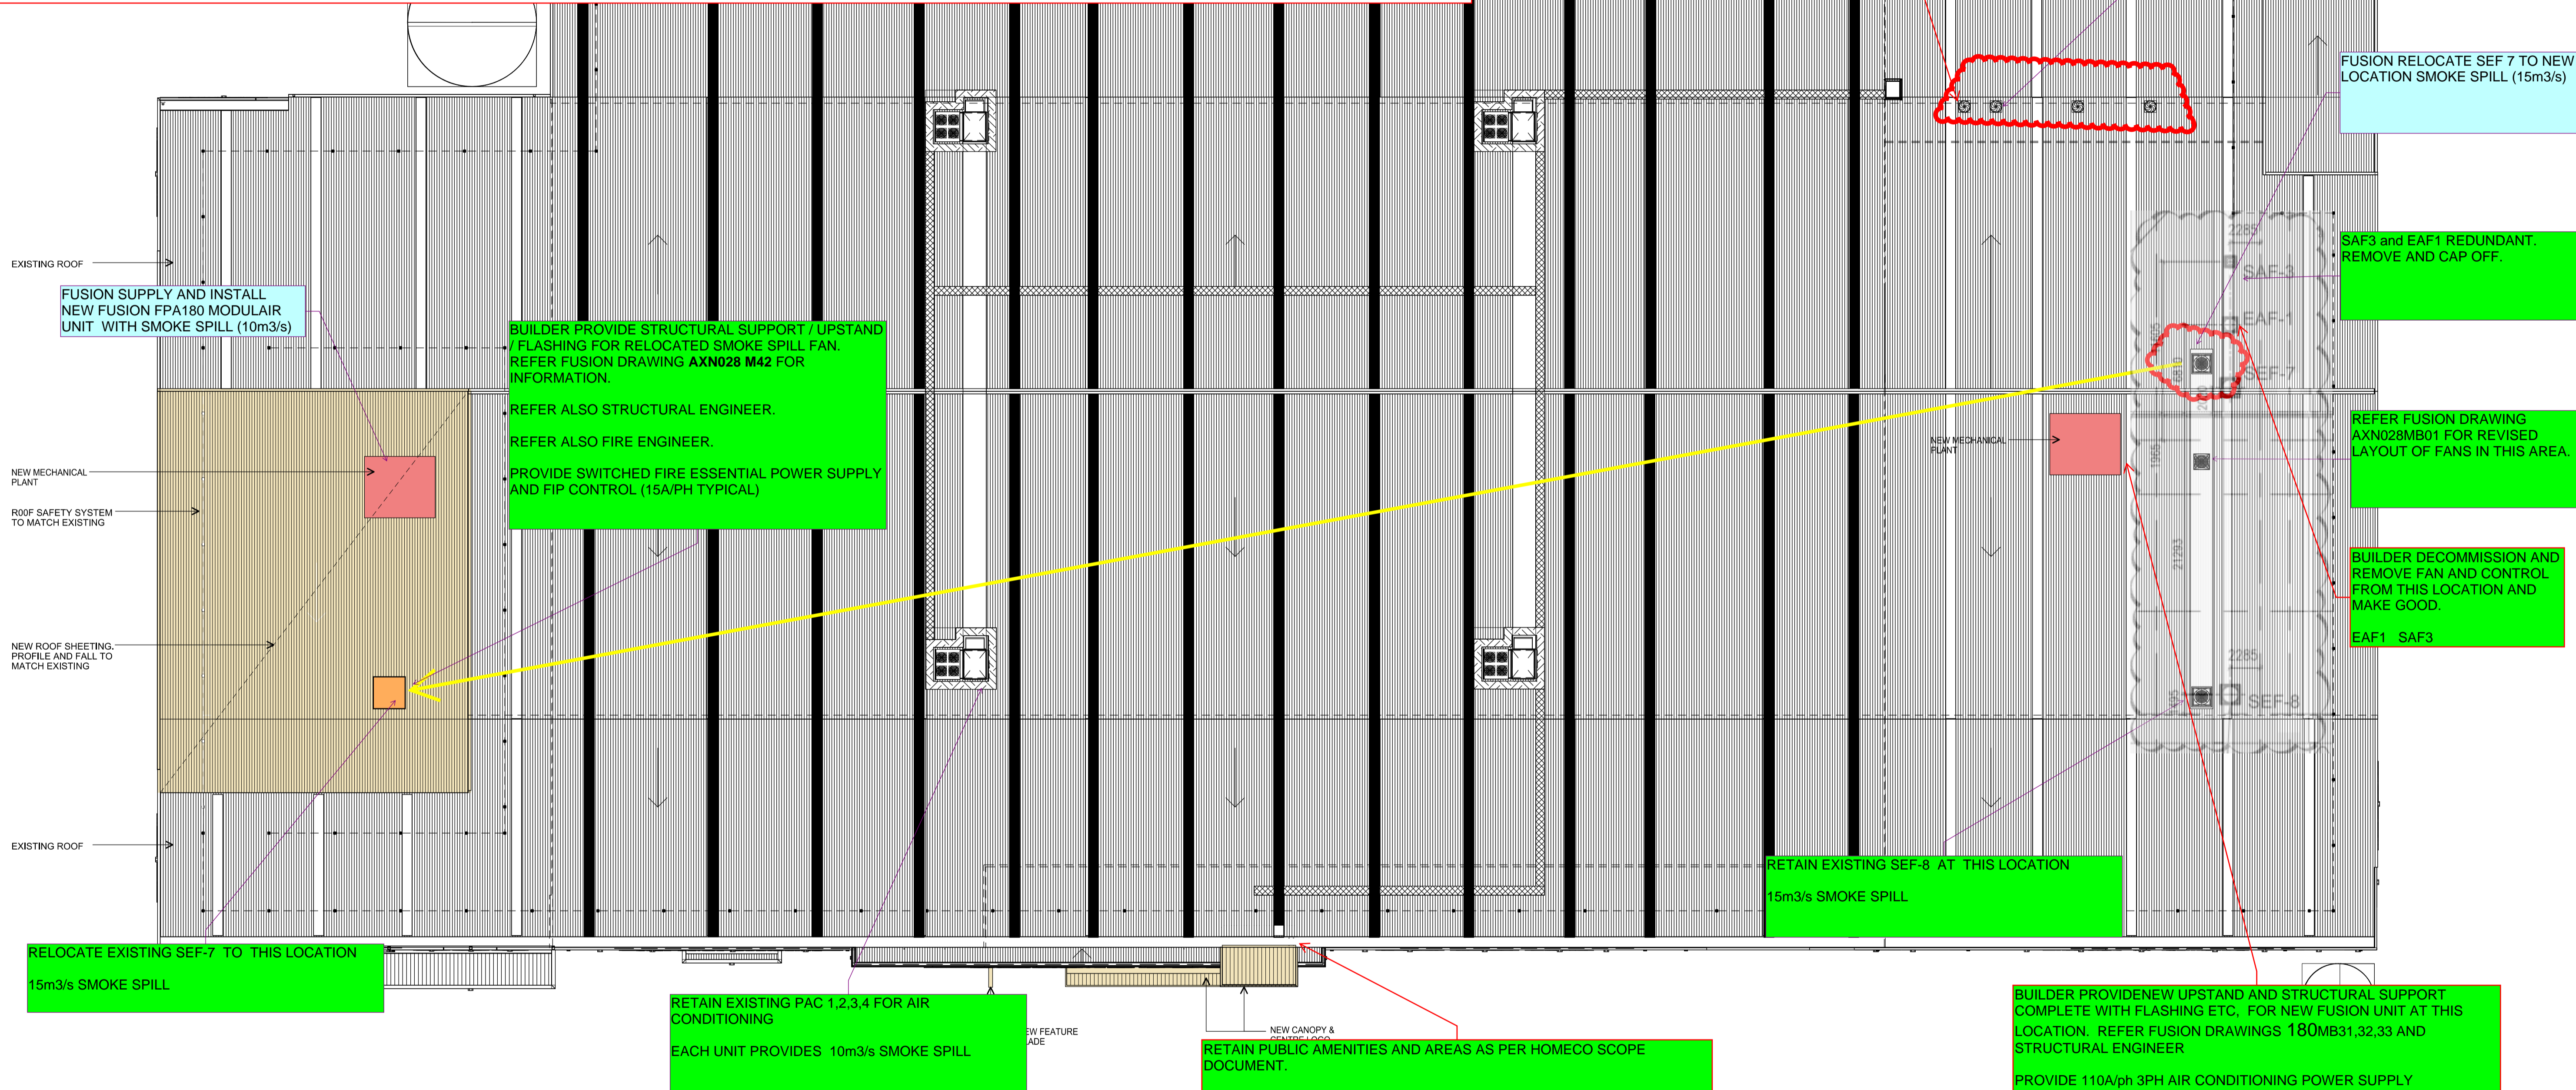 FUSION RELOCATE SEF 7 TO NEW
LOCATION SMOKE SPILL (15m3/s)
2285
SAF3 and EAF1 REDUNDANT.
REMOVE AND CAP OFF.
SAF-3
EXISTING ROOF
FUSION SUPPLY AND INSTALL
NEW FUSION FPA180 MODULAIR
UNIT  WITH SMOKE SPILL (10m3/s)
BUILDER PROVIDE STRUCTURAL SUPPORT / UPSTAND
/ FLASHING FOR RELOCATED SMOKE SPILL FAN.
REFER FUSION DRAWING AXN028 M42 FOR
INFORMATION.
REFER ALSO STRUCTURAL ENGINEER.
REFER ALSO FIRE ENGINEER.
PROVIDE SWITCHED FIRE ESSENTIAL POWER SUPPLY
AND FIP CONTROL (15A/PH TYPICAL)
EAF-1
SEF-7
REFER FUSION DRAWING
AXN028MB01 FOR REVISED
LAYOUT OF FANS IN THIS AREA.
NEW MECHANICAL
PLANT
1965
NEW MECHANICAL
PLANT
R00F SAFETY SYSTEM
TO MATCH EXISTING
21293
BUILDER DECOMMISSION AND
REMOVE FAN AND CONTROL
FROM THIS LOCATION AND
MAKE GOOD.
EAF1   SAF3
NEW ROOF SHEETING.
PROFILE AND FALL TO
MATCH EXISTING
2285
SEF-8
EXISTING ROOF
RETAIN EXISTING SEF-8  AT  THIS LOCATION
15m3/s SMOKE SPILL
RELOCATE EXISTING SEF-7  TO  THIS LOCATION
15m3/s SMOKE SPILL
RETAIN EXISTING PAC 1,2,3,4 FOR AIR
CONDITIONING
EACH UNIT PROVIDES  10m3/s SMOKE SPILL
EW FEATURE
LADE
NEW CANOPY &
CENTRE LOGO
RETAIN PUBLIC AMENITIES AND AREAS AS PER HOMECO SCOPE
DOCUMENT.
BUILDER PROVIDENEW UPSTAND AND STRUCTURAL SUPPORT
COMPLETE WITH FLASHING ETC,  FOR NEW FUSION UNIT AT THIS
LOCATION.  REFER FUSION DRAWINGS 180MB31,32,33 AND
STRUCTURAL ENGINEER
PROVIDE 110A/ph 3PH AIR CONDITIONING POWER SUPPLY